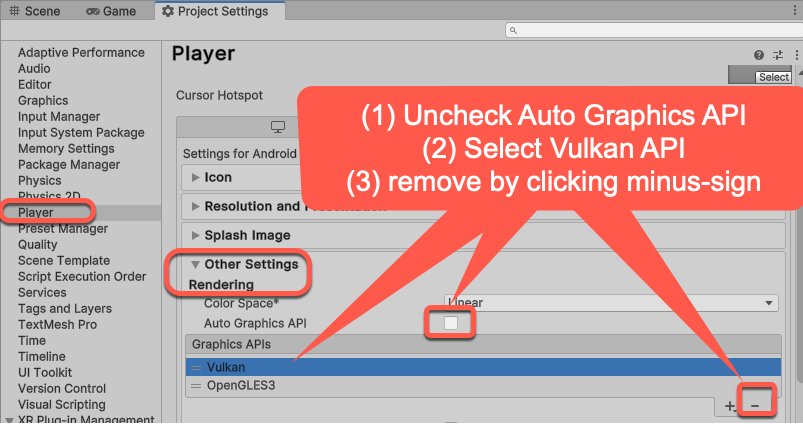 Scene
Game
Project Settings
Adaptive Performance
Audio
Editor
Graphics
Input Manager
Input System Package
Memory Settings
Package Manager
Physics
Physics 2D
Player
Preset Manager
Quality
Scene Template
Script Execution Order
Services
Tags and Layers
TextMesh Pro
Time
Timeline
UI Toolkit
Version Control
Visual Scripting
XR Plug-in Management
Player
Select
Cursor Hotspot
(1) Uncheck Auto Graphics API
(2) Select Vulkan API
(3) remove by clicking minus-sign
Settings for Android
Icon
Resolution and Presentation
Splash Image
Other Settings
Rendering
Color Space*
Linear
Auto Graphics API
Graphics APIs
Vulkan
OpenGLES3